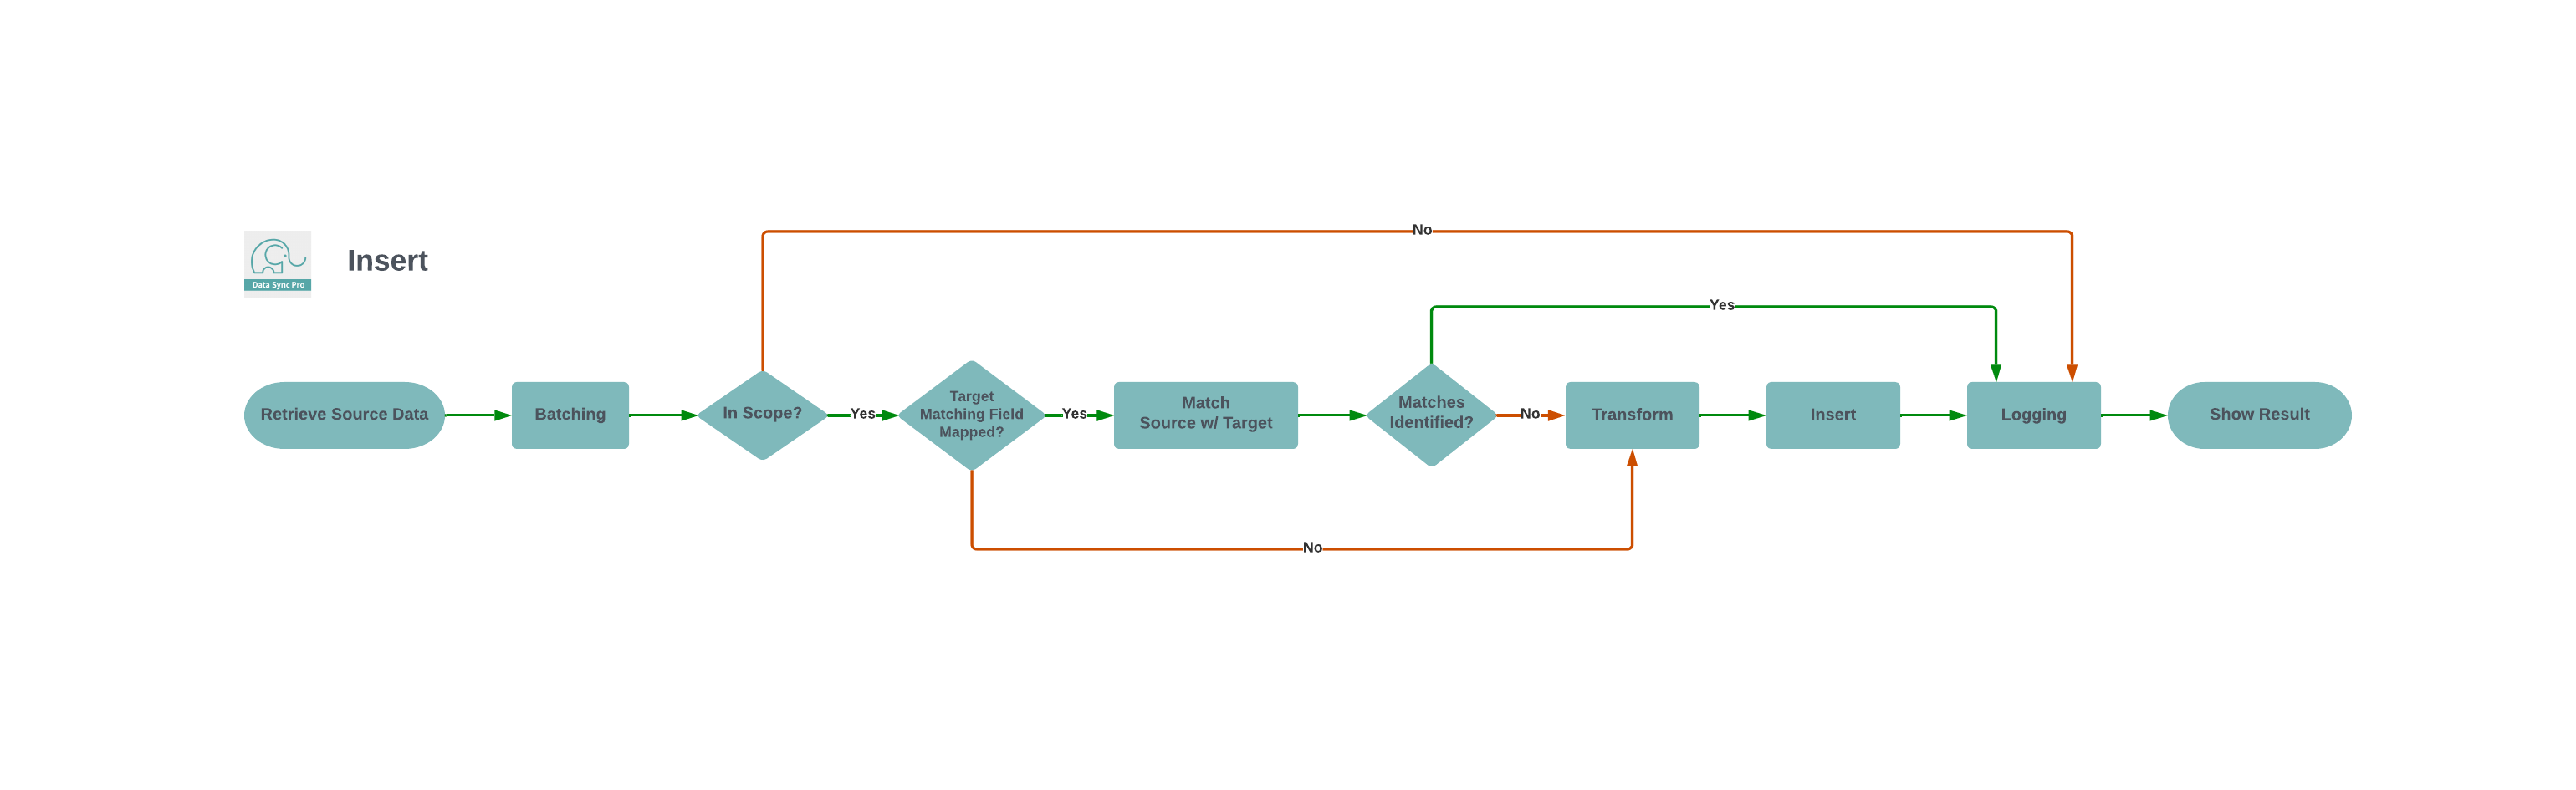 Data Sync Pro
Insert
No
Yes
Retrieve Source Data
Batching
In Scope?
Yes
Target
Matching Field
Mapped?
Yes
Match
Source w/ Target
Matches
Identified?
No
Transform
Insert
Logging
Show Result
No